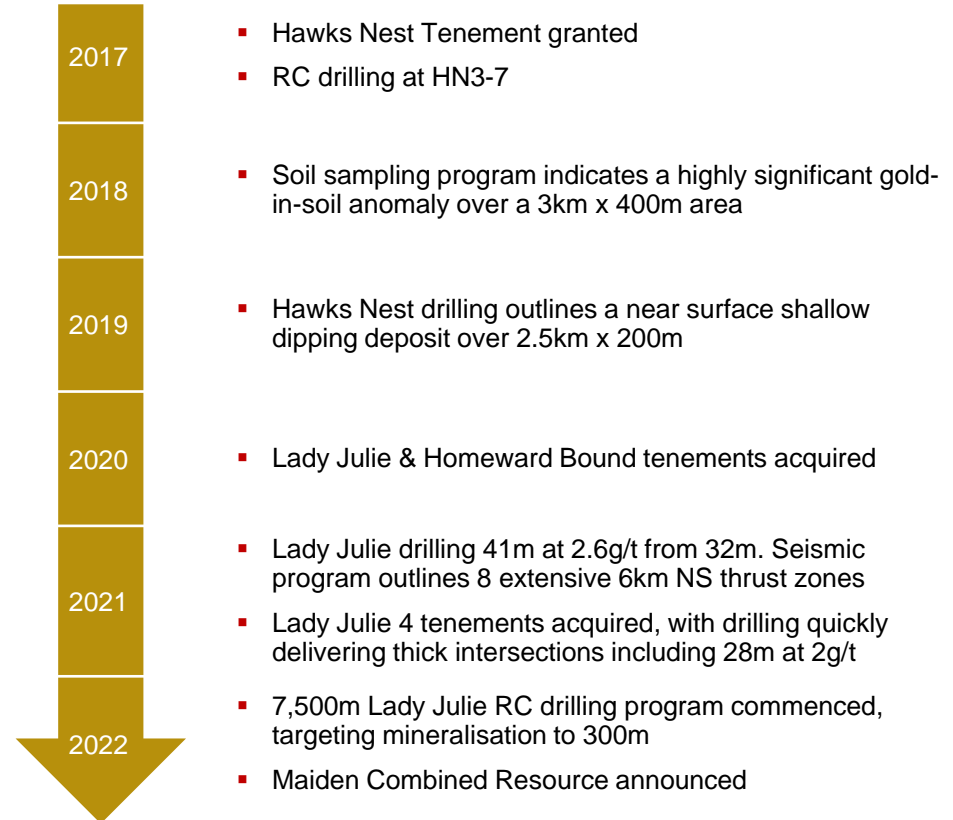 2017
▪ Hawks Nest Tenement granted
▪ RC drilling at HN3-7
2018
▪ Soil sampling program indicates a highly significant gold-
in-soil anomaly over a 3km x 400m area
2019
▪ Hawks Nest drilling outlines a near surface shallow
dipping deposit over 2.5km x 200m
2020
▪ Lady Julie & Homeward Bound tenements acquired
2021
▪ Lady Julie drilling 41m at 2.6g/t from 32m. Seismic
program outlines 8 extensive 6km NS thrust zones
▪ Lady Julie 4 tenements acquired, with drilling quickly
delivering thick intersections including 28m at 2g/t
2022
▪ 7,500m Lady Julie RC drilling program commenced,
targeting mineralisation to 300m
▪ Maiden Combined Resource announced